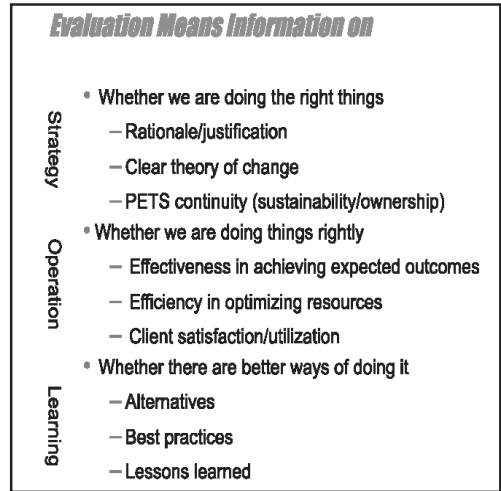 Evaluation Means Information on
Strategy
• Whether we are doing the right things
– Rationale/justification
– Clear theory of change
– PETS continuity (sustainability/ownership)
Operation
• Whether we are doing things rightly
– Effectiveness in achieving expected outcomes
– Efficiency in optimizing resources
– Client satisfaction/utilization
Learning
• Whether there are better ways of doing it
– Alternatives
– Best practices
– Lessons learned